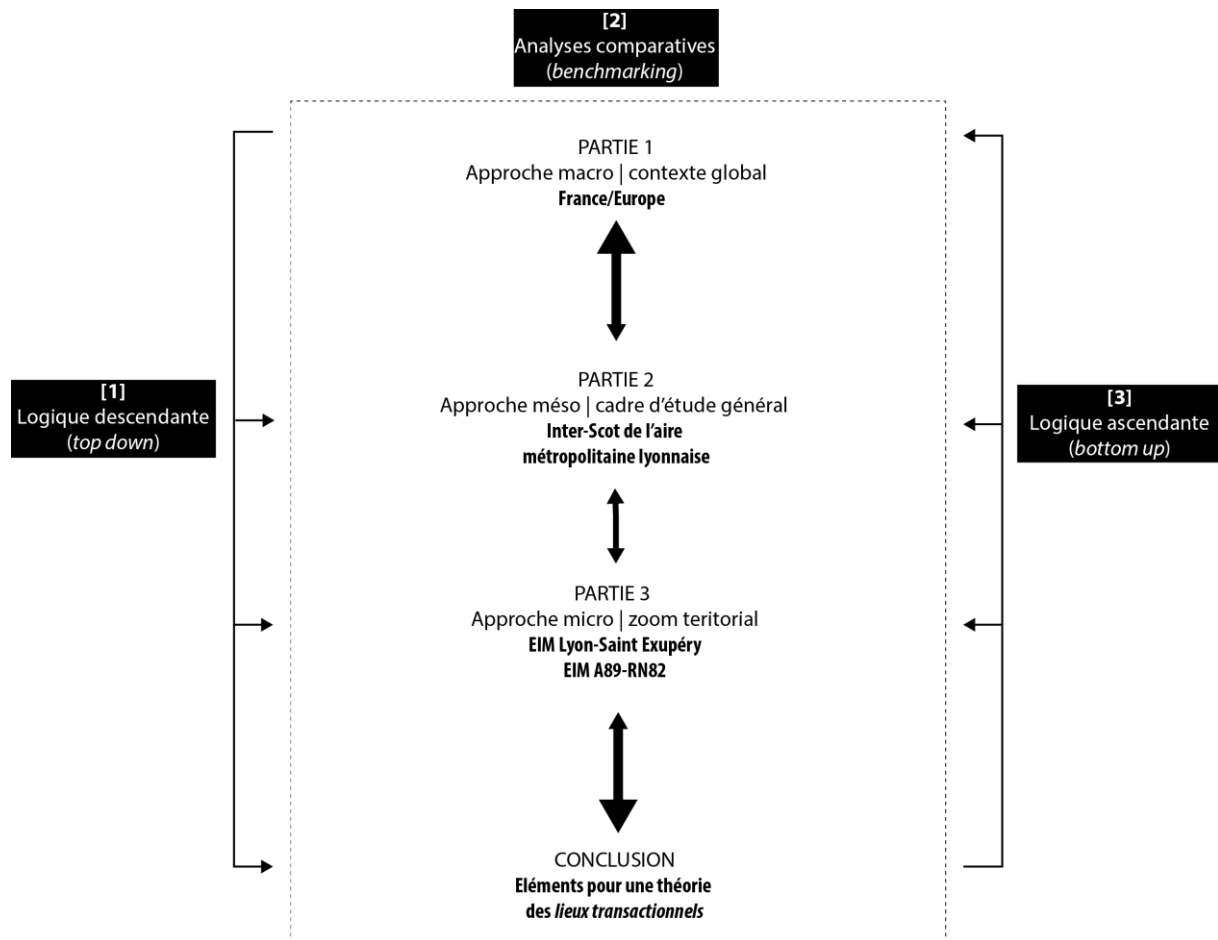 [2]
Analyses comparatives
(benchmarking)
PARTIE 1
Approche macro | contexte global
France/Europe
[1]
Logique descendante
(top down)
PARTIE 2
Approche méso | cadre d’étude général
Inter-Scot de l’aire
métropolitaine lyonnaise
[3]
Logique ascendante
(bottom up)
PARTIE 3
Approche micro | zoom teritorial
EIM Lyon-Saint Exupéry
EIM A89-RN82
CONCLUSION
Eléments pour une théorie
des lieux transactionnels